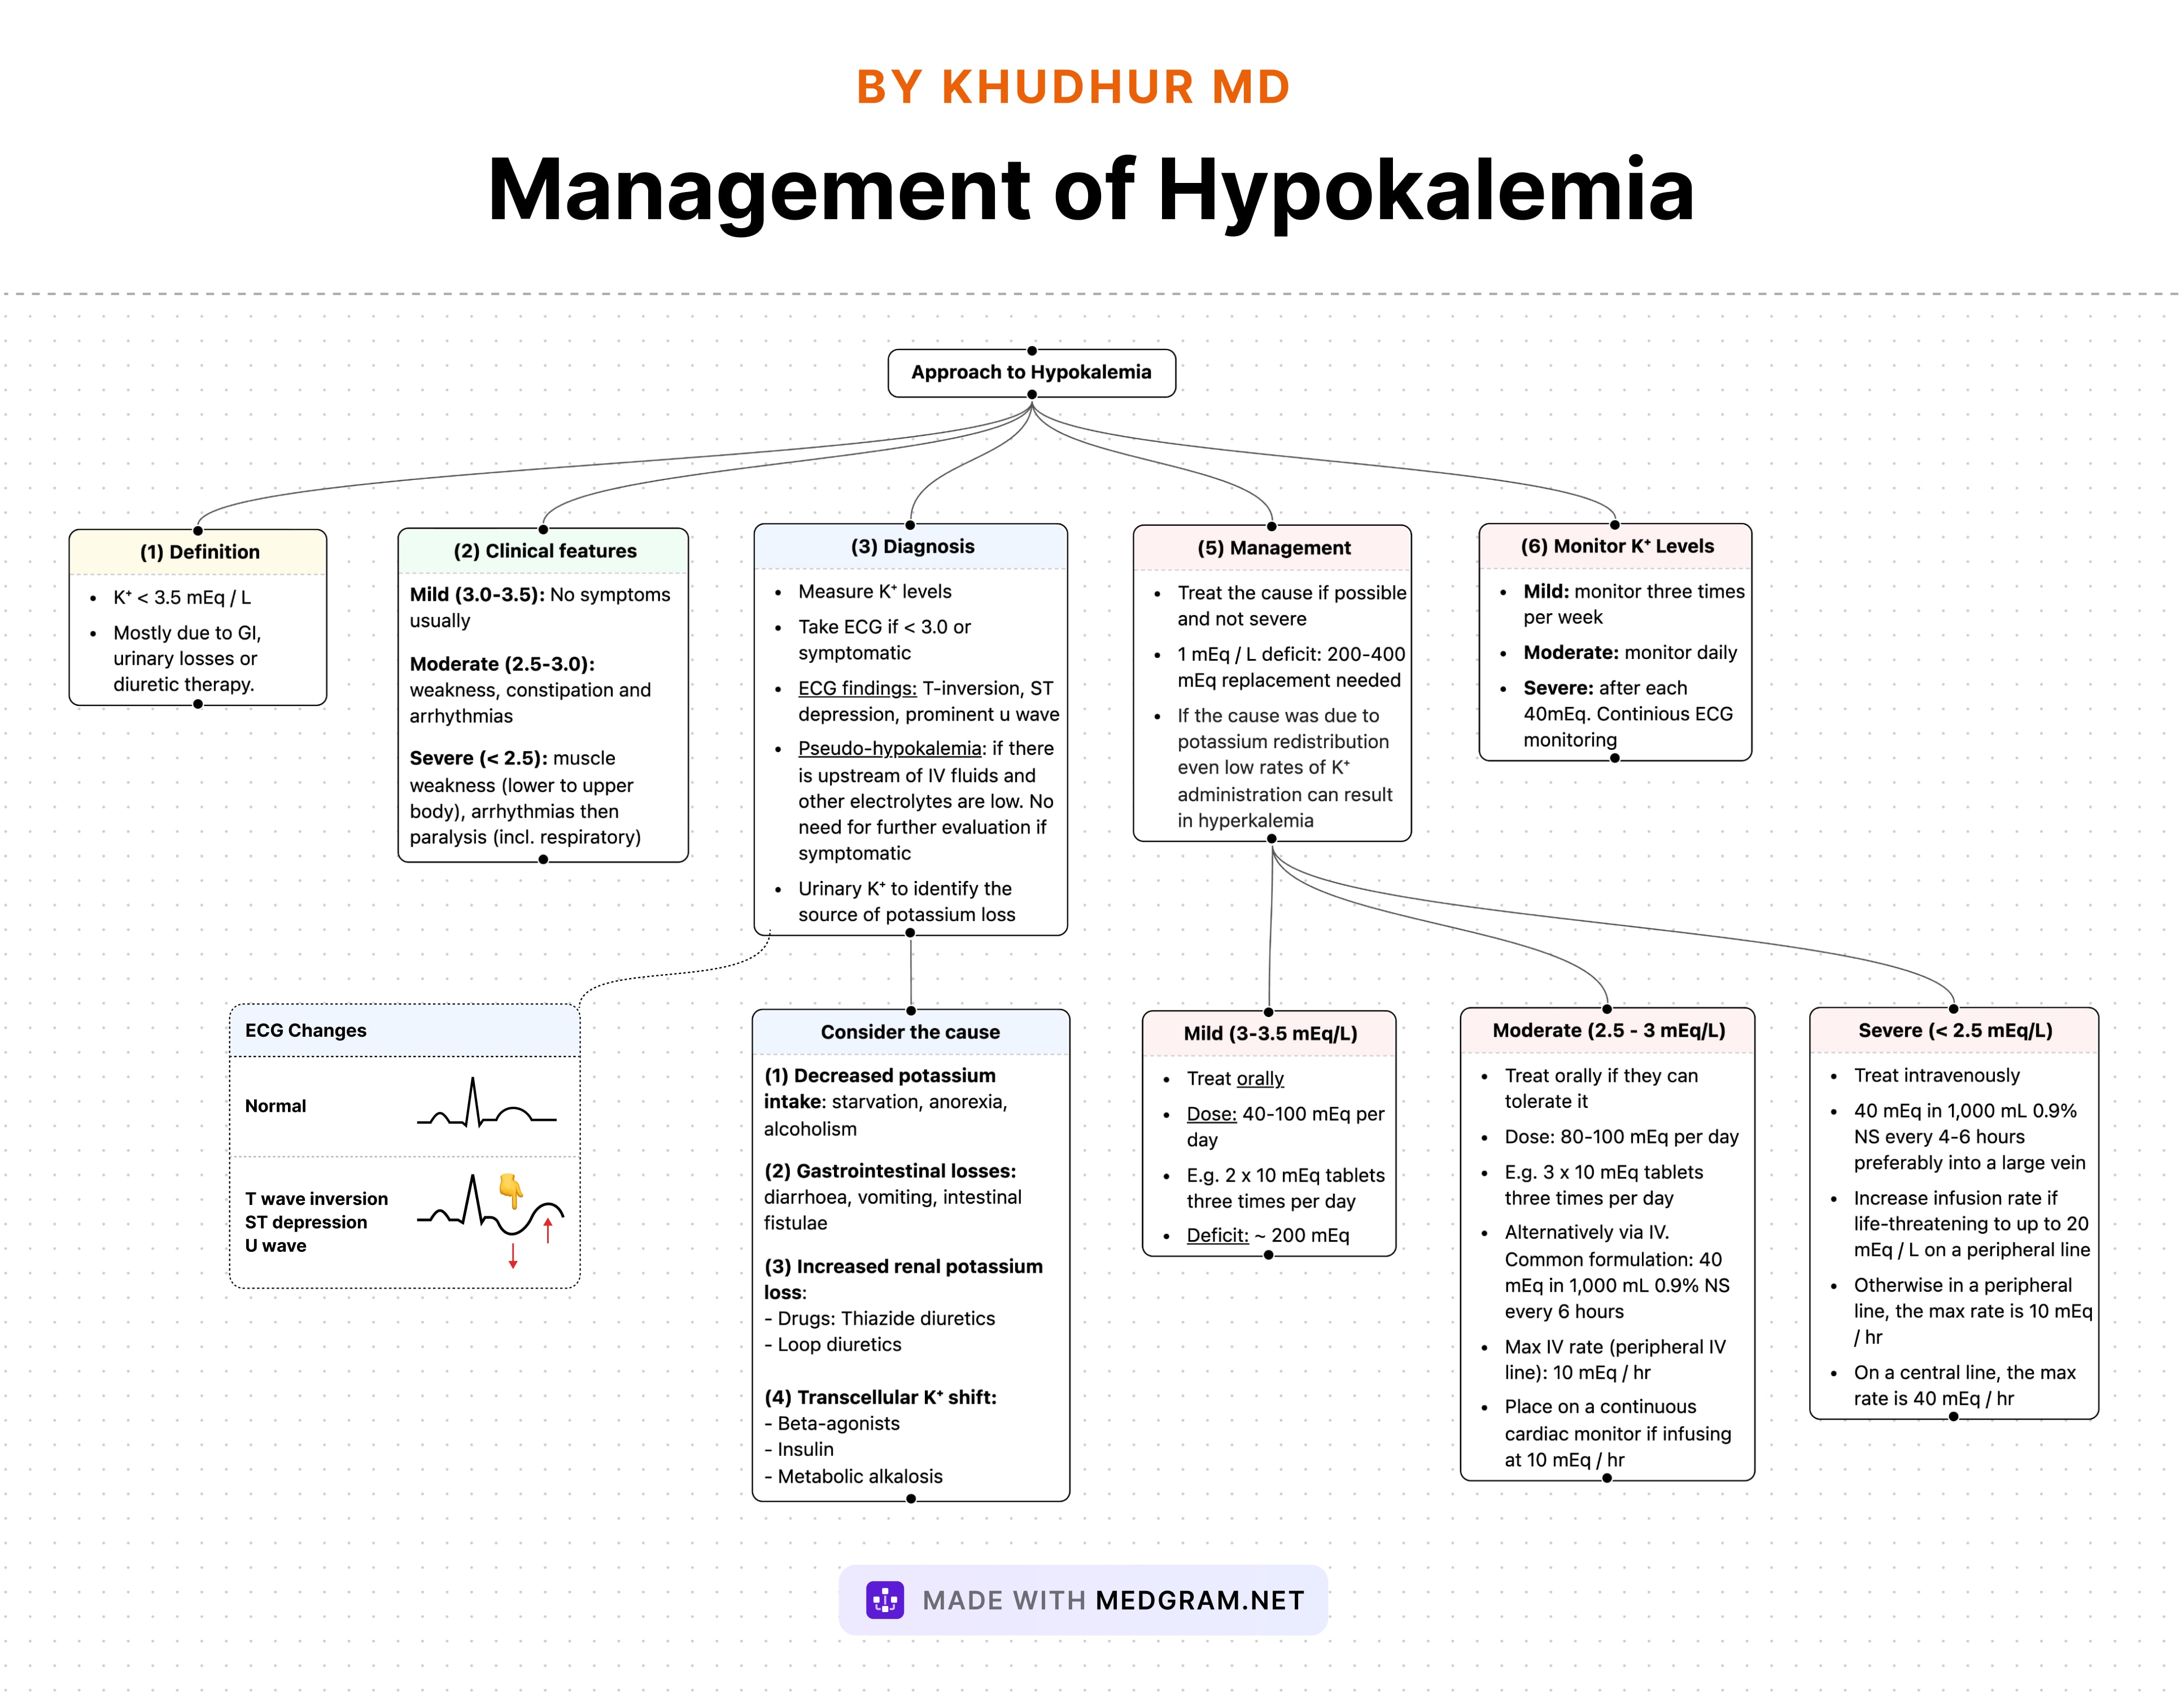 BY KHUDHUR MD
Management of Hypokalemia
Approach to Hypokalemia
(1) Definition
• K⁺ < 3.5 mEq / L
• Mostly due to GI,
urinary losses or
diuretic therapy.
(2) Clinical features
Mild (3.0-3.5): No symptoms
usually
Moderate (2.5-3.0):
weakness, constipation and
arrhythmias
Severe (< 2.5): muscle
weakness (lower to upper
body), arrhythmias then
paralysis (incl. respiratory)
(3) Diagnosis
• Measure K⁺ levels
• Take ECG if < 3.0 or
symptomatic
• ECG findings: T-inversion, ST
depression, prominent u wave
• Pseudo-hypokalemia: if there
is upstream of IV fluids and
other electrolytes are low. No
need for further evaluation if
symptomatic
• Urinary K⁺ to identify the
source of potassium loss
(5) Management
• Treat the cause if possible
and not severe
• 1 mEq / L deficit: 200-400
mEq replacement needed
• If the cause was due to
potassium redistribution
even low rates of K⁺
administration can result
in hyperkalemia
(6) Monitor K⁺ Levels
• Mild: monitor three times
per week
• Moderate: monitor daily
• Severe: after each
40mEq. Continious ECG
monitoring
ECG Changes
Normal
T wave inversion
ST depression
U wave
Consider the cause
(1) Decreased potassium
intake: starvation, anorexia,
alcoholism
(2) Gastrointestinal losses:
diarrhoea, vomiting, intestinal
fistulae
(3) Increased renal potassium
loss:
- Drugs: Thiazide diuretics
- Loop diuretics
(4) Transcellular K⁺ shift:
- Beta-agonists
- Insulin
- Metabolic alkalosis
Mild (3-3.5 mEq/L)
• Treat orally
• Dose: 40-100 mEq per
day
• E.g. 2 x 10 mEq tablets
three times per day
• Deficit: ~ 200 mEq
Moderate (2.5 - 3 mEq/L)
• Treat orally if they can
tolerate it
• Dose: 80-100 mEq per day
• E.g. 3 x 10 mEq tablets
three times per day
• Alternatively via IV.
Common formulation: 40
mEq in 1,000 mL 0.9% NS
every 6 hours
• Max IV rate (peripheral IV
line): 10 mEq / hr
• Place on a continuous
cardiac monitor if infusing
at 10 mEq / hr
Severe (< 2.5 mEq/L)
• Treat intravenously
• 40 mEq in 1,000 mL 0.9%
NS every 4-6 hours
preferably into a large vein
• Increase infusion rate if
life-threatening to up to 20
mEq / L on a peripheral line
• Otherwise in a peripheral
line, the max rate is 10 mEq
/ hr
• On a central line, the max
rate is 40 mEq / hr
MADE WITH MEDGRAM.NET